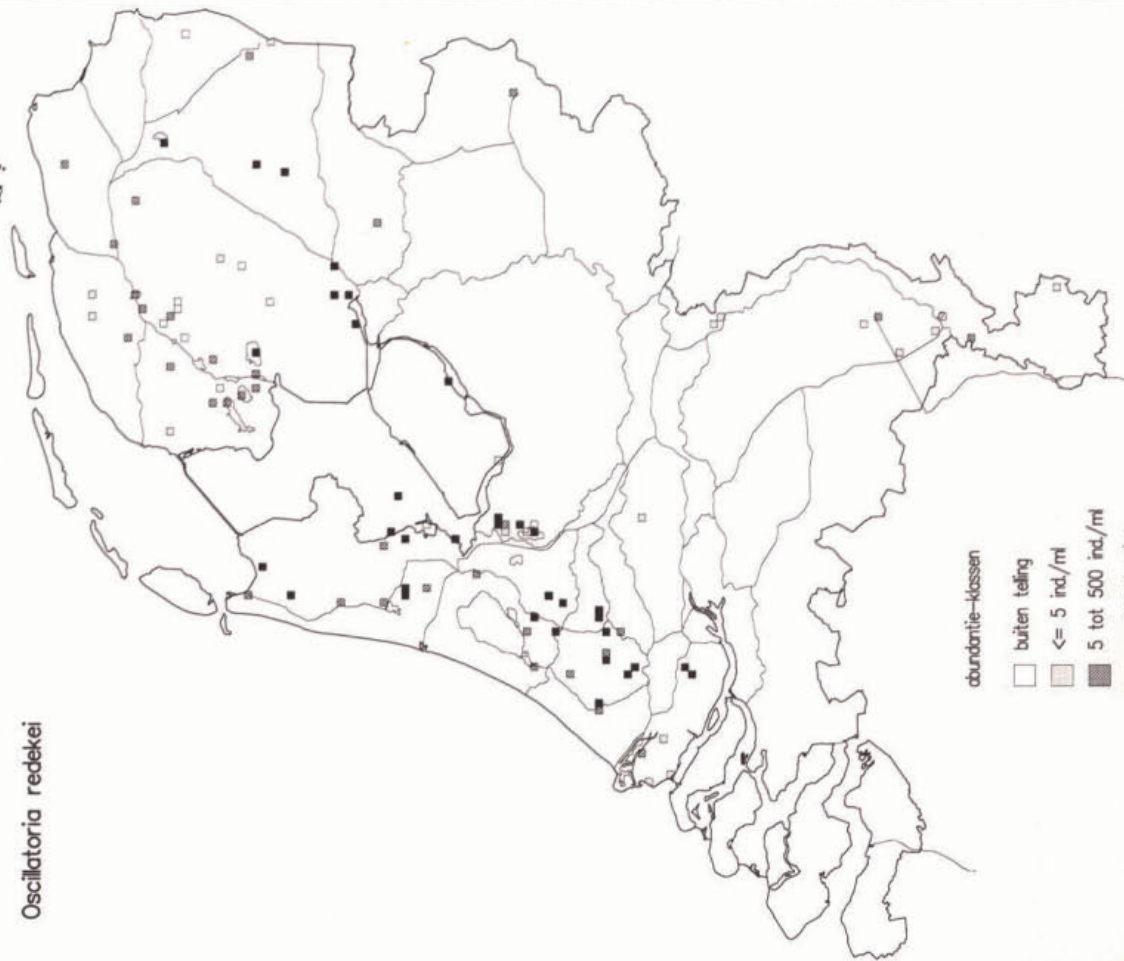 Oscillatoria redekei
abundantie-klassen
buiten telling
<= 5 ind./ml
5 tot 500 ind./ml